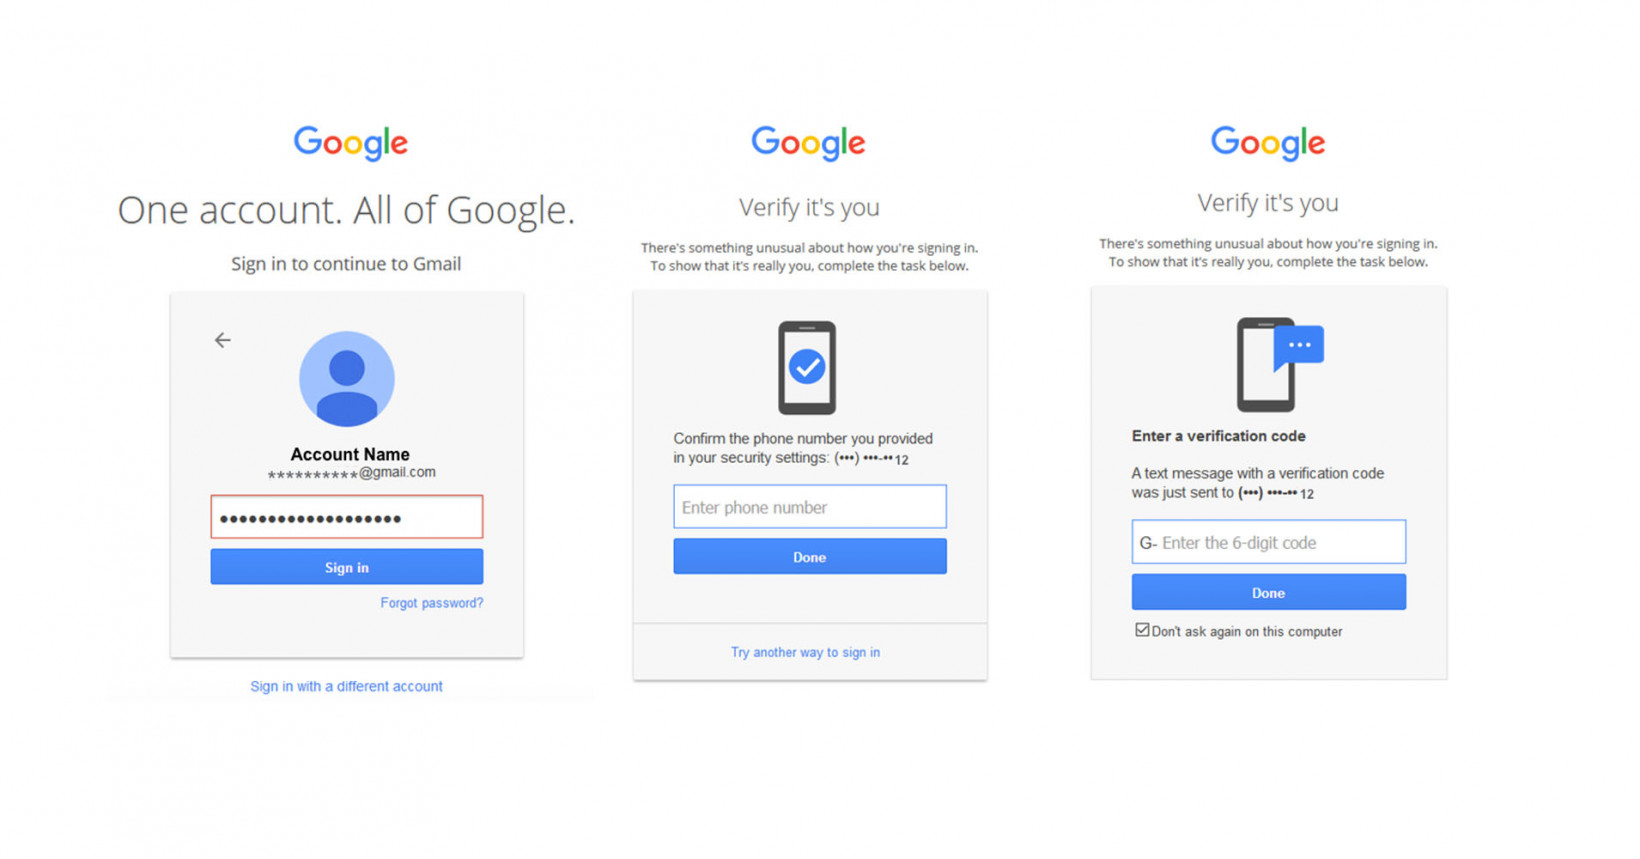 Google
One account. All of Google.
Sign in to continue to Gmail
Account Name
**********@gmail.com
●●●●●●●●●●●●●●●●●●●
Sign in
Forgot password?
Sign in with a different account
Google
Verify it's you
There's something unusual about how you're signing in.
To show that it's really you, complete the task below.
Confirm the phone number you provided
in your security settings: (•••) •••-•• 12
Enter phone number
Done
Try another way to sign in
Google
Verify it's you
There's something unusual about how you're signing in.
To show that it's really you, complete the task below.
Enter a verification code
A text message with a verification code
was just sent to (•••) •••-•• 12
G- Enter the 6-digit code
Done
Don't ask again on this computer